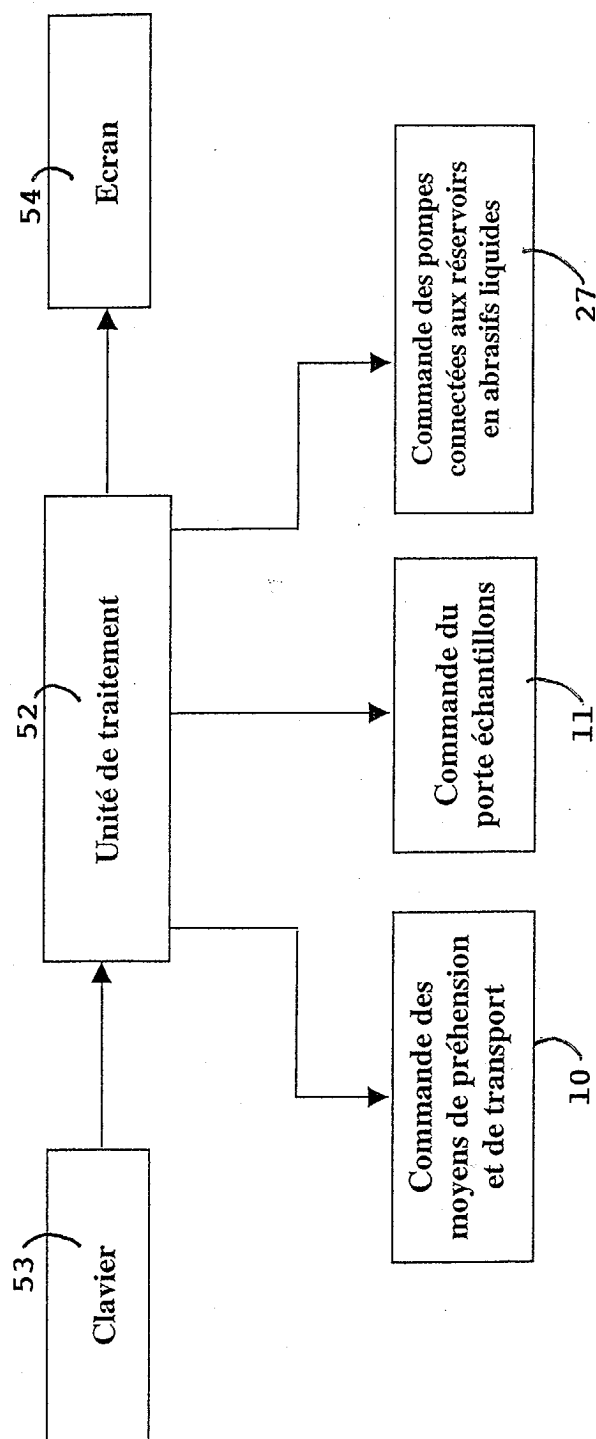 53
Clavier
52
Unité de traitement
54
Ecran
Commande des
moyens de préhension
et de transport
10
Commande du
porte échantillons
11
Commande des pompes
connectées aux réservoirs
en abrasifs liquides
27